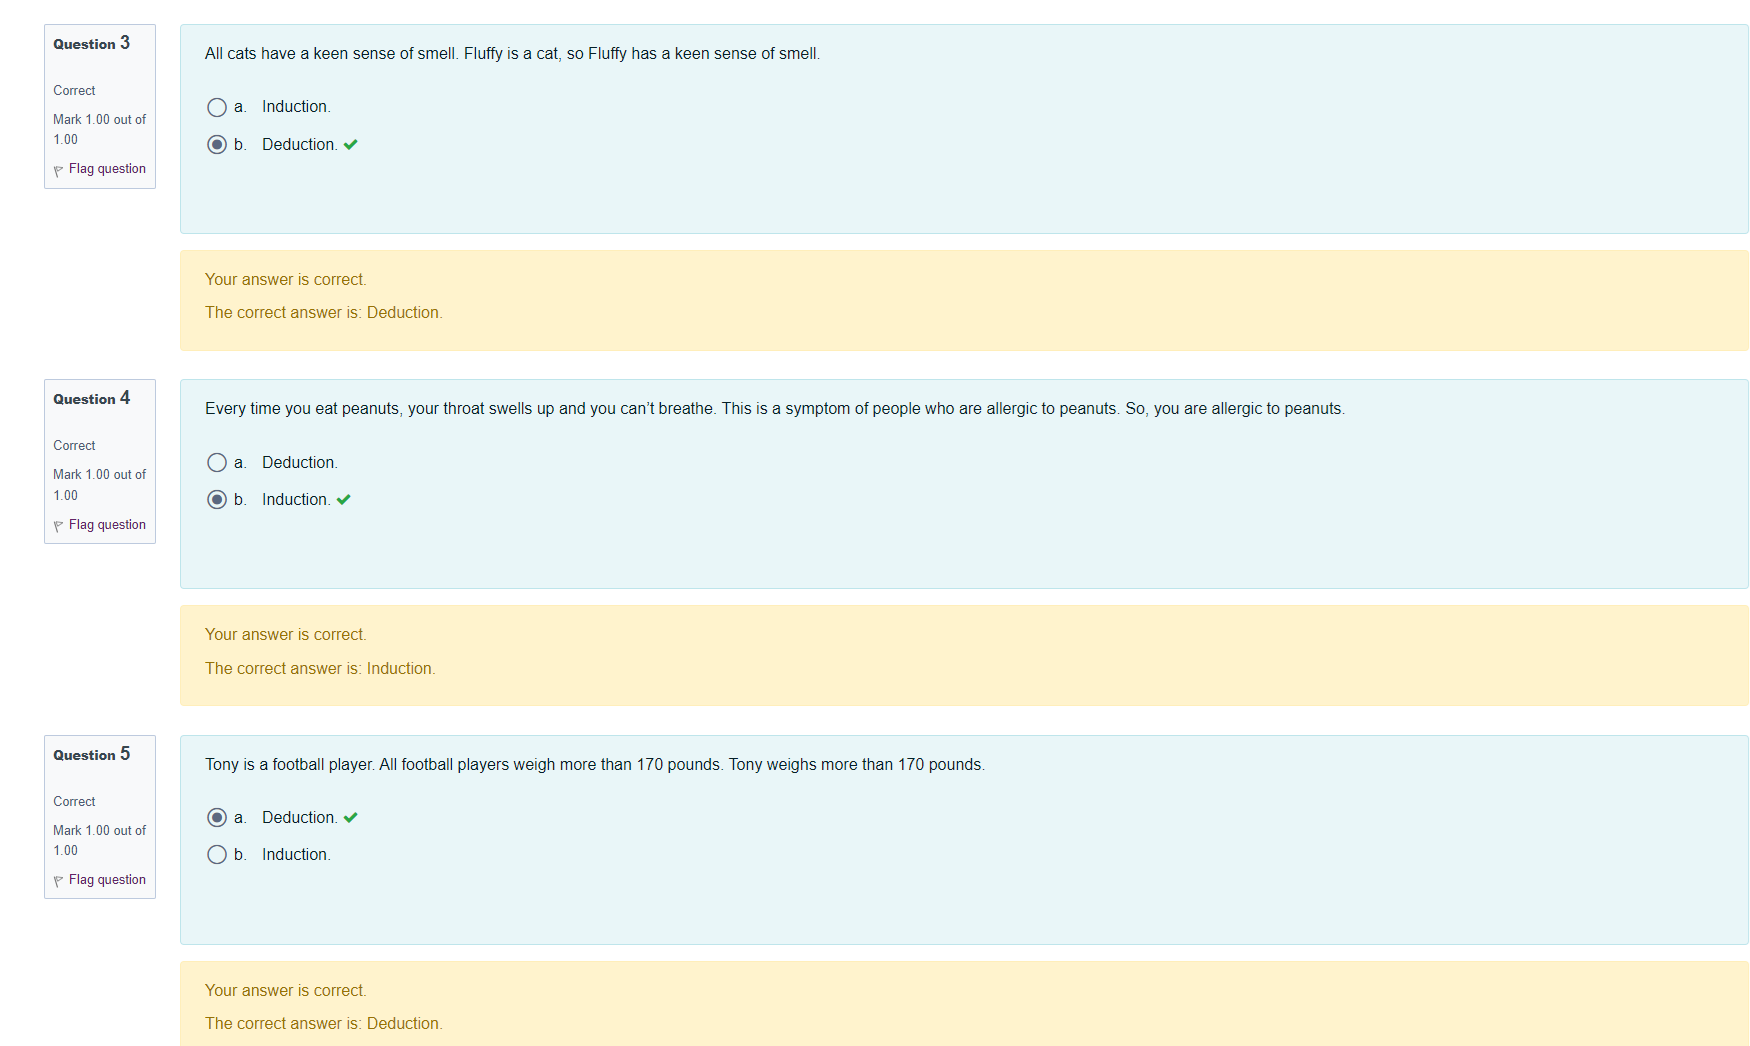 Question 3
Correct
Mark 1.00 out of
1.00
Flag question
All cats have a keen sense of smell. Fluffy is a cat, so Fluffy has a keen sense of smell.
a. Induction.
b. Deduction.
Your answer is correct.
The correct answer is: Deduction.
Question 4
Correct
Mark 1.00 out of
1.00
Flag question
Every time you eat peanuts, your throat swells up and you can’t breathe. This is a symptom of people who are allergic to peanuts. So, you are allergic to peanuts.
a. Deduction.
b. Induction.
Your answer is correct.
The correct answer is: Induction.
Question 5
Correct
Mark 1.00 out of
1.00
Flag question
Tony is a football player. All football players weigh more than 170 pounds. Tony weighs more than 170 pounds.
a. Deduction.
b. Induction.
Your answer is correct.
The correct answer is: Deduction.